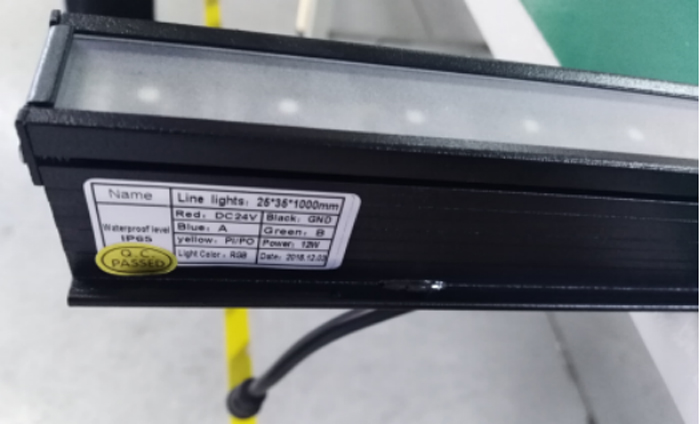 Name
Line lights: 25*35*1000mm
Waterproof level
IP65
Red: DC24V
Black: GND
Blue: A
Green: B
yellow: PI/PO
Power: 12W
Light Color: RGB
Date: 2018.12.03
Q.C.
PASSED